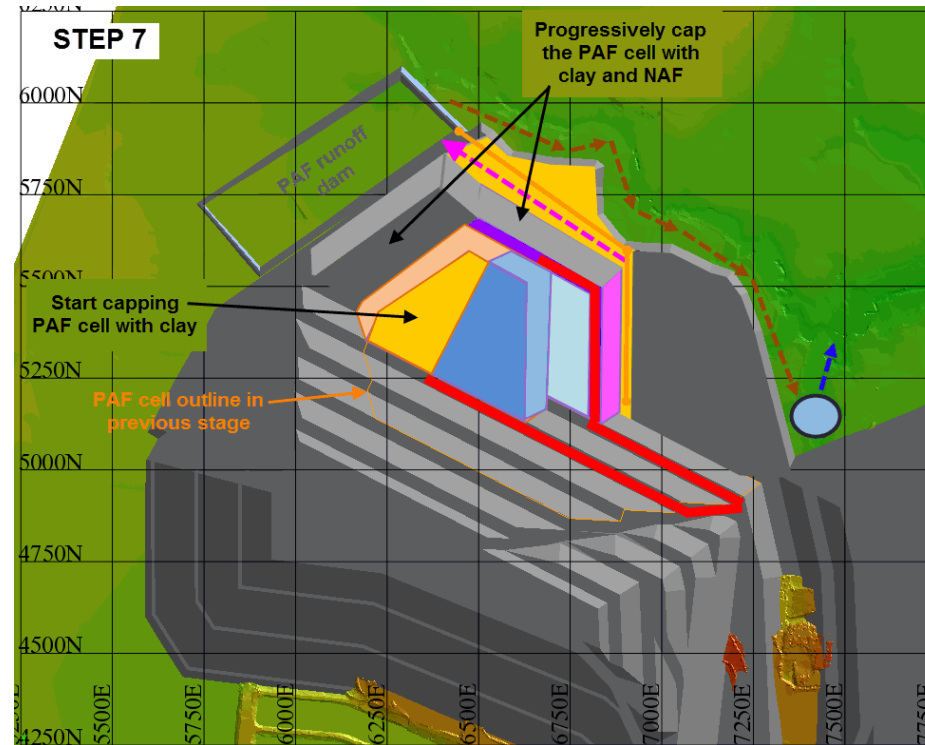 6250N
STEP 7
Progressively cap
the PAF cell with
clay and NAF
6000N
PAF runoff
dam
5750N
5500N
Start capping
PAF cell with clay
5250N
PAF cell outline in
previous stage
5000N
4750N
4500N
4250N
5250E
5500E
5750E
6000E
6250E
6500E
6750E
7000E
7250E
7500E